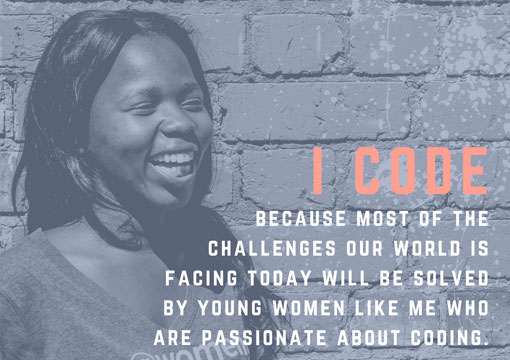 I CODE
BECAUSE MOST OF THE
CHALLENGES OUR WORLD IS
FACING TODAY WILL BE SOLVED
BY YOUNG WOMEN LIKE ME WHO
ARE PASSIONATE ABOUT CODING.